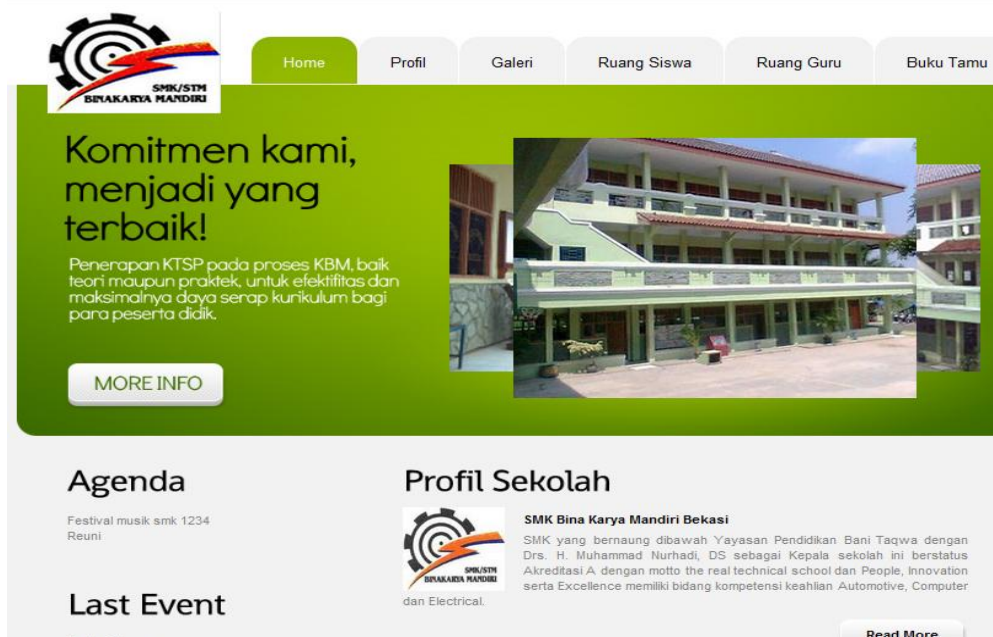 SMK/STM
BINAKARYA MANDIRI
Home
Profil
Galeri
Ruang Siswa
Ruang Guru
Buku Tamu
Komitmen kami,
menjadi yang
terbaik!
Penerapan KTSP pada proses KBM, baik
teori maupun praktek, untuk efektifitas dan
maksimalnya daya serap kurikulum bagi
para peserta didik.
MORE INFO
Agenda
Festival musik smk 1234
Reuni
Last Event
Profil Sekolah
SMK/STM
BINAKARYA MANDIRI
SMK Bina Karya Mandiri Bekasi
SMK yang bernaung dibawah Yayasan Pendidikan Bani Taqwa dengan
Drs. H. Muhammad Nurhadi, DS sebagai Kepala sekolah ini berstatus
Akreditasi A dengan motto the real technical school dan People, Innovation
serta Excellence memiliki bidang kompetensi keahlian Automotive, Computer
dan Electrical.
Read More